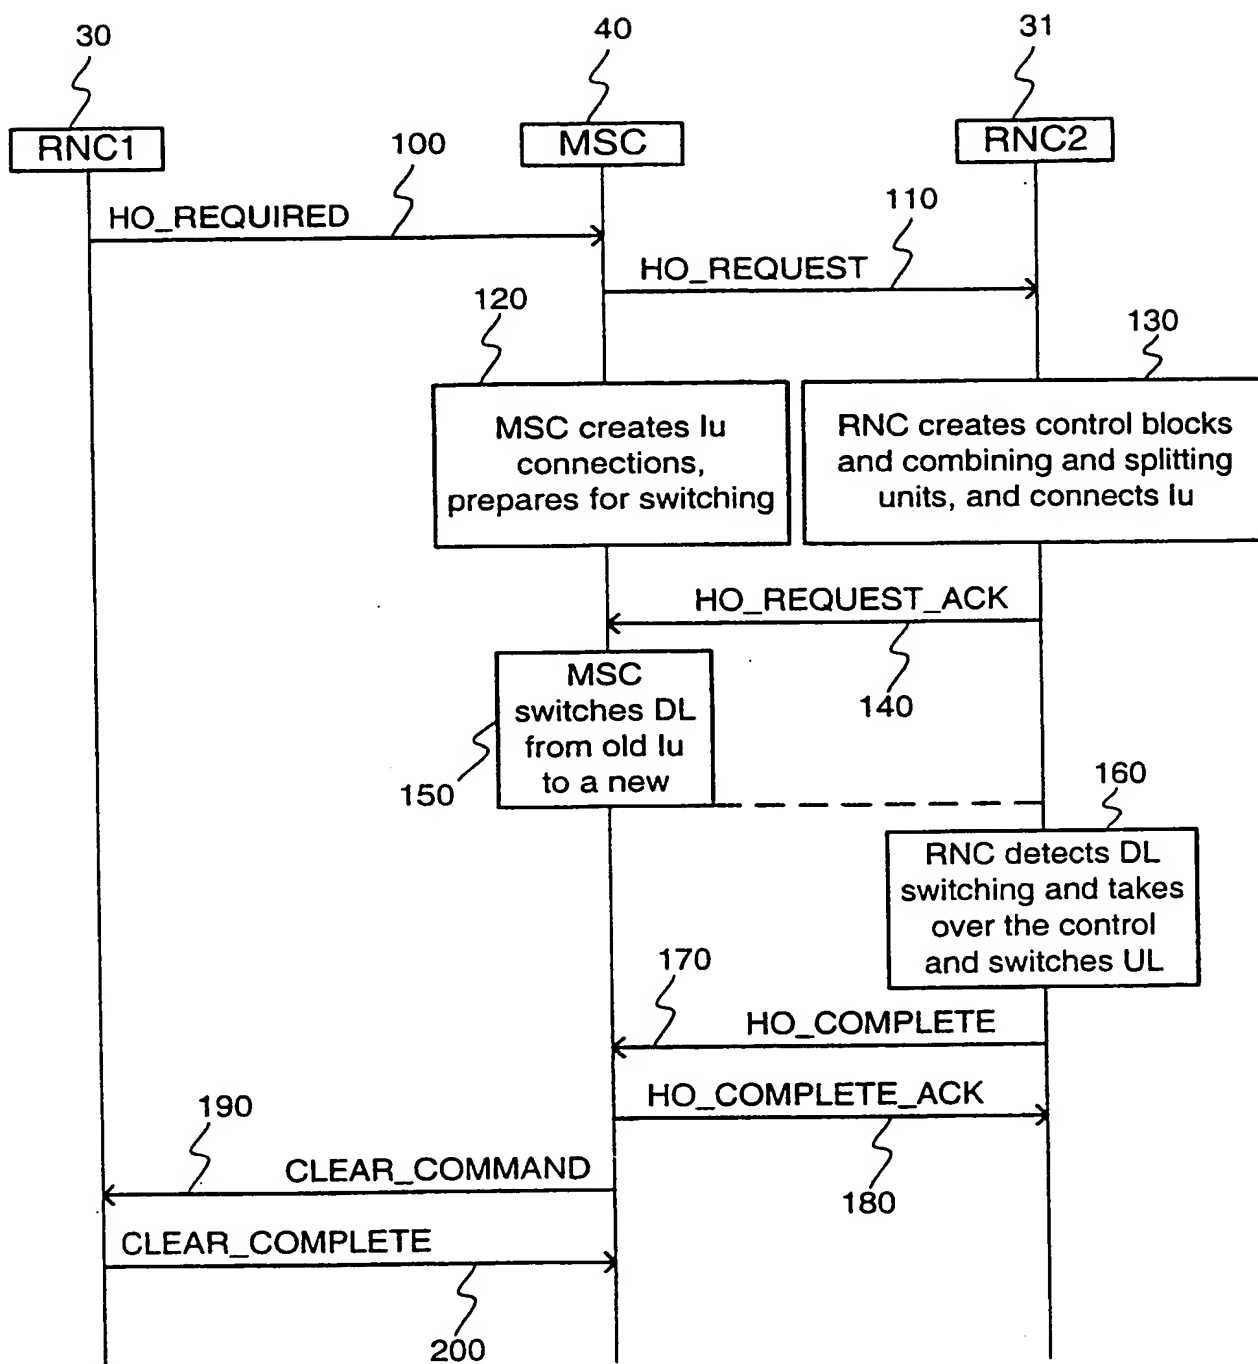 30
40
31
RNC1
MSC
RNC2
100
HO_REQUIRED
110
HO_REQUEST
120
130
MSC creates Iu
connections,
prepares for switching
RNC creates control blocks
and combining and splitting
units, and connects Iu
HO_REQUEST_ACK
140
MSC
switches DL
from old Iu
to a new
150
160
RNC detects DL
switching and takes
over the control
and switches UL
170
HO_COMPLETE
HO_COMPLETE_ACK
180
190
CLEAR_COMMAND
CLEAR_COMPLETE
200